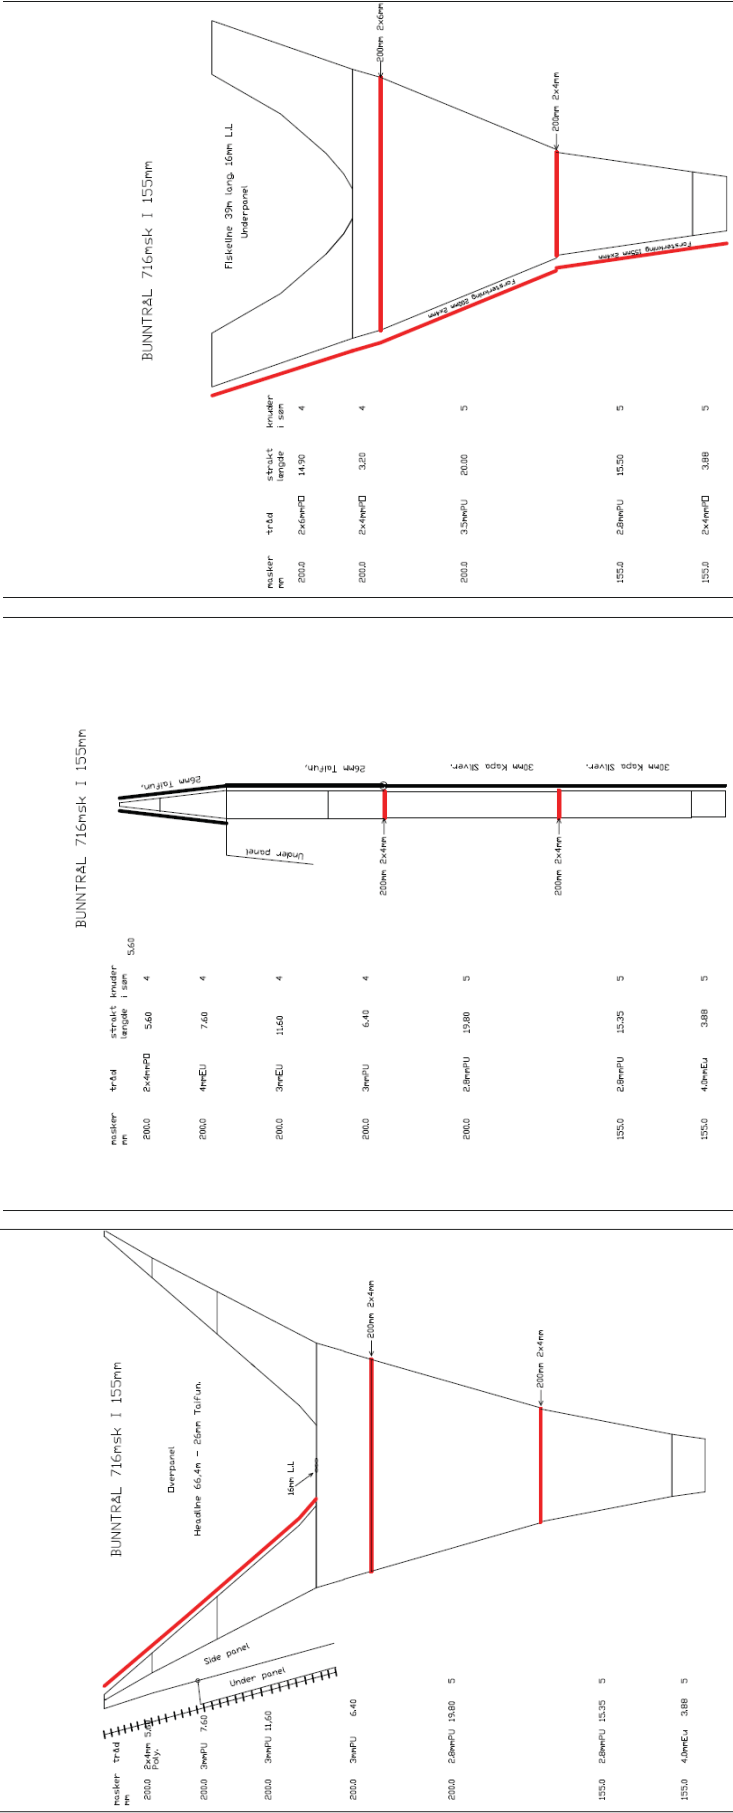 BUNNTRÅL 716msk I 155mm
Fiskeline 39m lang. 16mm L.L
Underpanel
200mm 2x6mm
200mm 2x4mm
Forsterkning 200mm 2x4mm
Forsterkning 155mm 2x4mm
masker tråd strakt knuder
mm længde i søm
200.0 2x6mmPO 14.90 4
200.0 2x4mmPO 3.20 4
200.0 3.5mmPU 20.00 5
155.0 2.8mmPU 15.50 5
155.0 2x4mmPO 3.88 5
BUNNTRÅL 716msk I 155mm
26mm Taifun.
26mm Taifun.
30mm Kapa Silver.
30mm Kapa Silver.
Under panel
200mm 2x4mm
200mm 2x4mm
5.60
masker tråd strakt knuder
mm længde i søm
200.0 2x4mmPO 5.60 4
200.0 4mmEU 7.60 4
200.0 3mmEU 11.60 4
200.0 3mmPU 6.40 4
200.0 2.8mmPU 19.80 5
155.0 2.8mmPU 15.35 5
155.0 4.0mmEu 3.88 5
BUNNTRÅL 716msk I 155mm
Overpanel
Headline 66,4m - 26mm Taifun.
16mm L.L
200mm 2x4mm
200mm 2x4mm
Side panel
Under panel
masker tråd
mm
200.0 2x4mm
Poly.
200.0 3mmPU 7.60
200.0 3mmPU 11.60
200.0 3mmPU 6.40
200.0 2.8mmPU 19.80 5
155.0 2.8mmPU 15.35 5
155.0 4.0mmEu 3.88 5